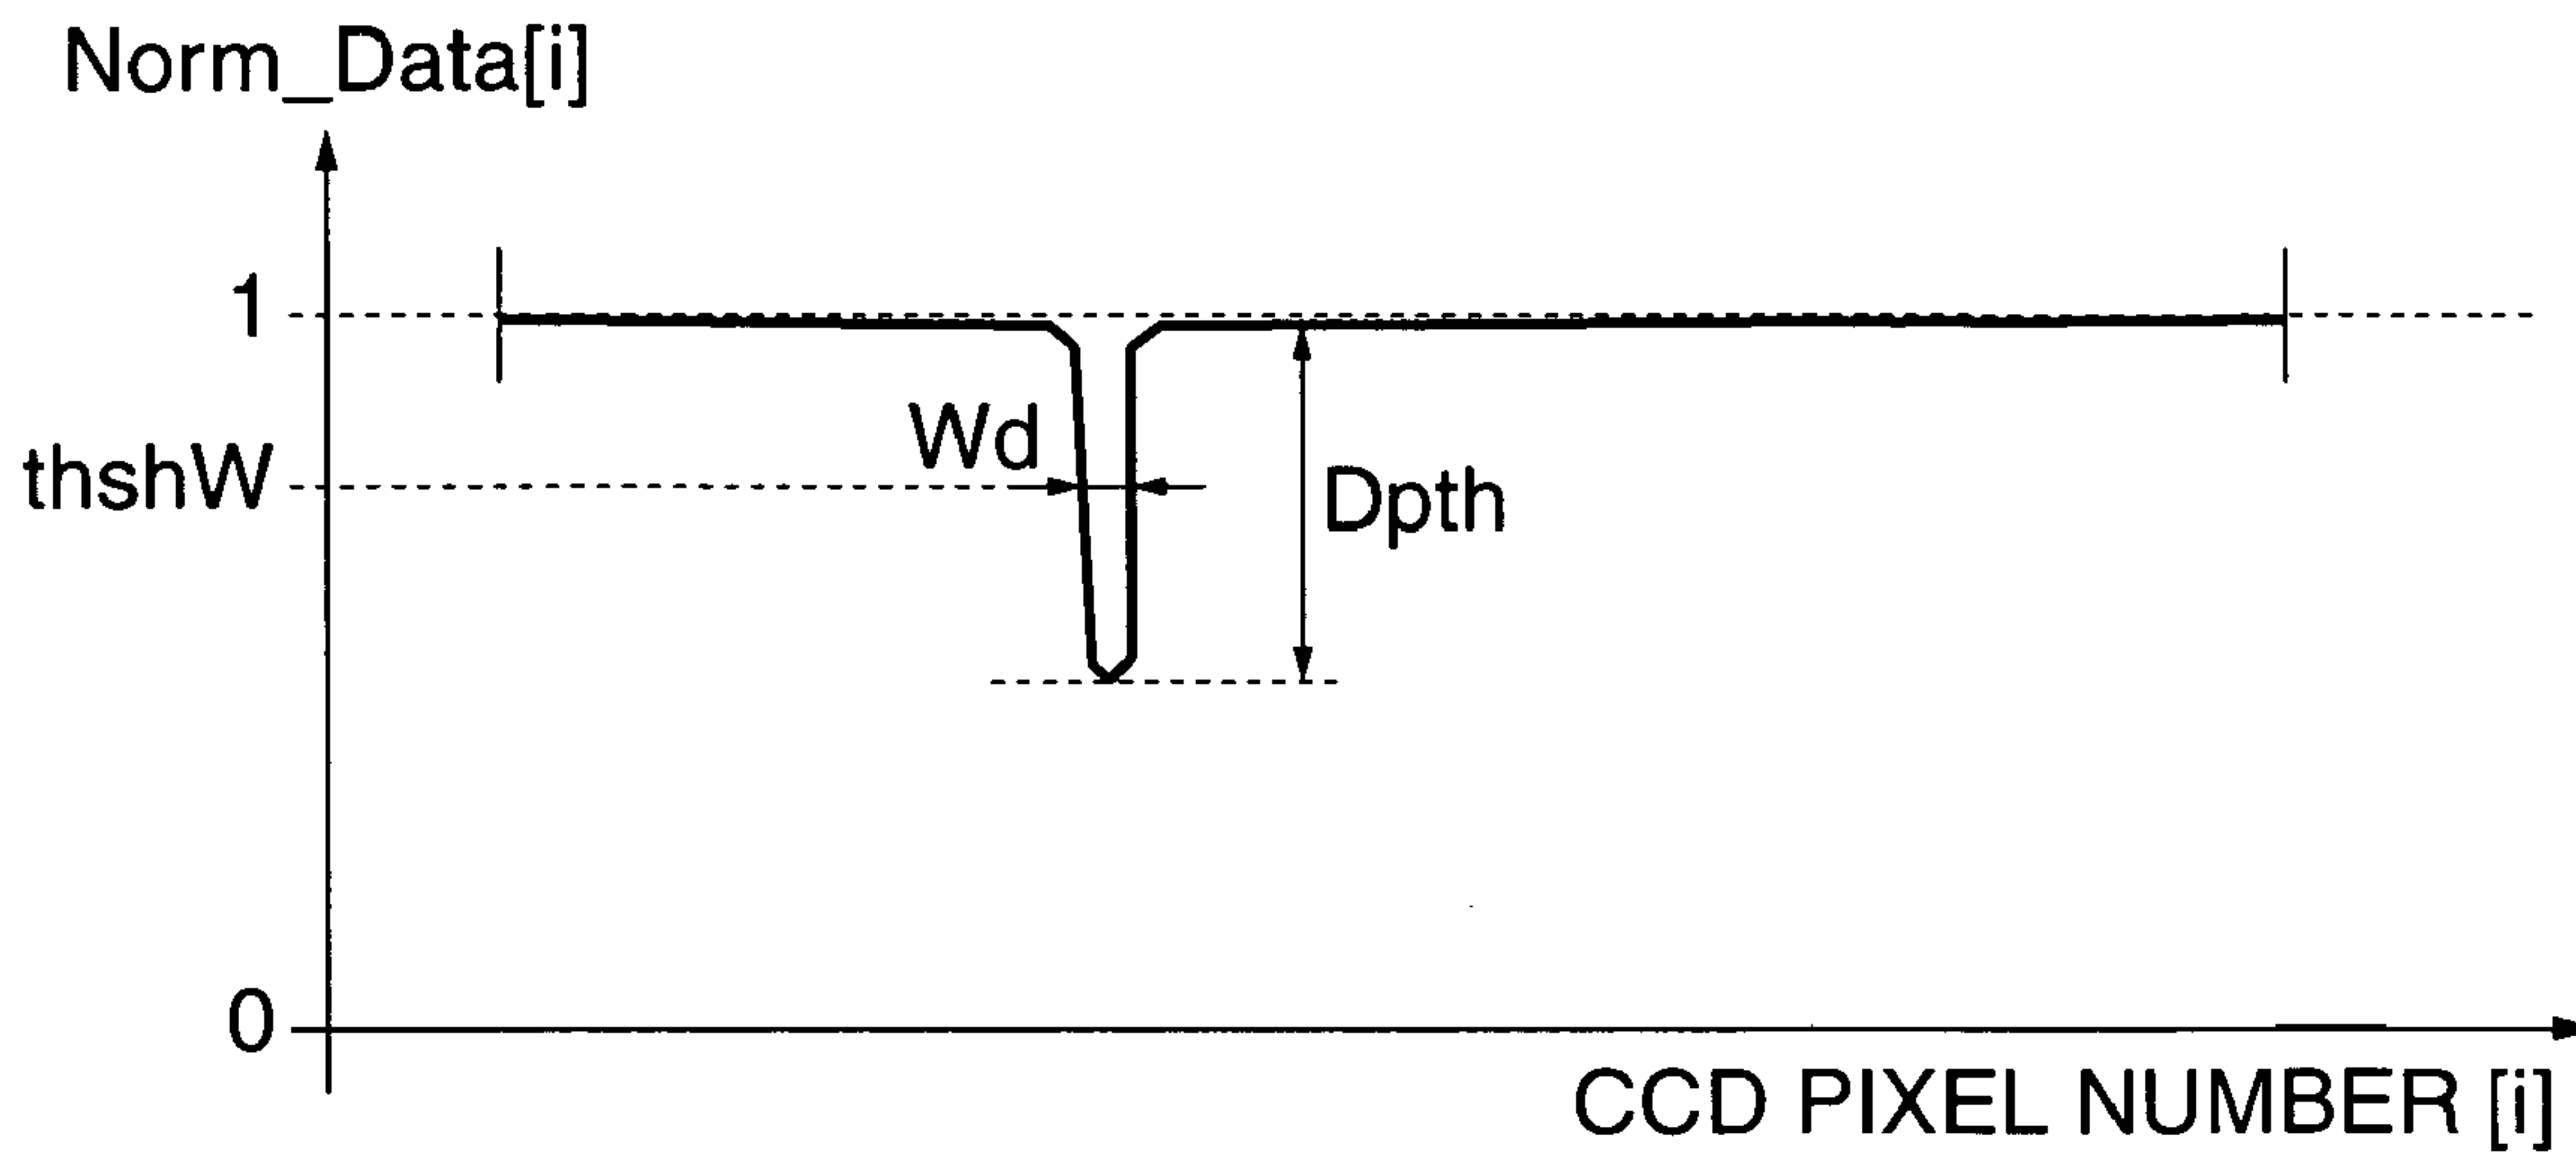 Norm_Data[i]
1
Wd
thshW
Dpth
0
CCD PIXEL NUMBER [i]